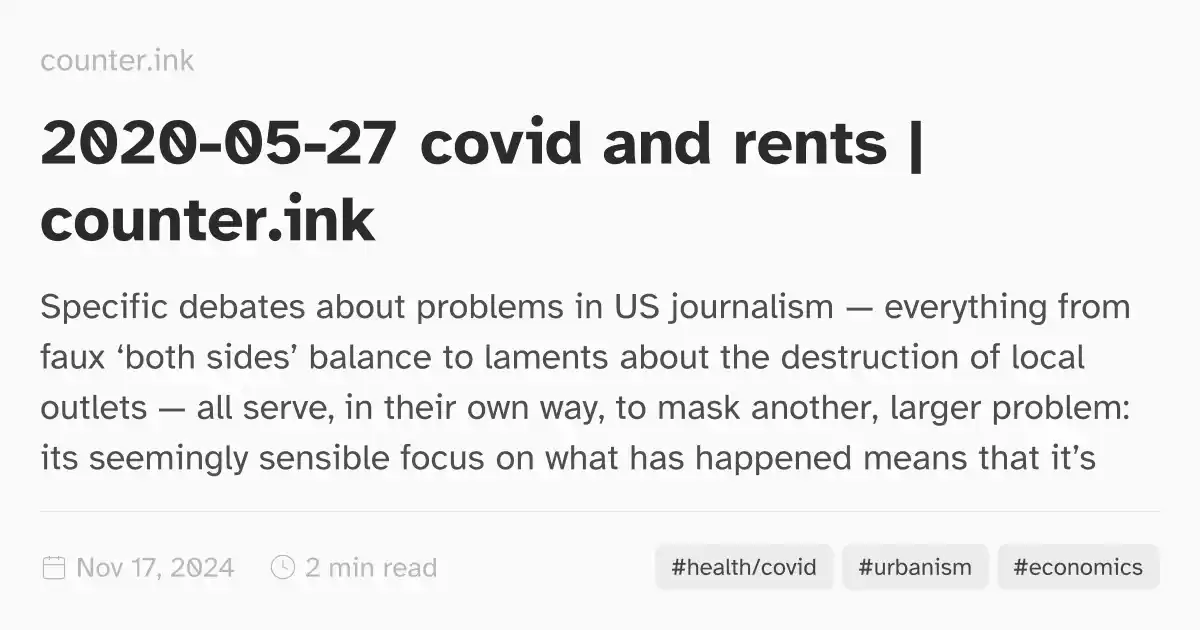 counter.ink
2020-05-27 covid and rents |
counter.ink
Specific debates about problems in US journalism — everything from
faux ‘both sides’ balance to laments about the destruction of local
outlets — all serve, in their own way, to mask another, larger problem:
its seemingly sensible focus on what has happened means that it’s
Nov 17, 2024 2 min read #health/covid #urbanism #economics